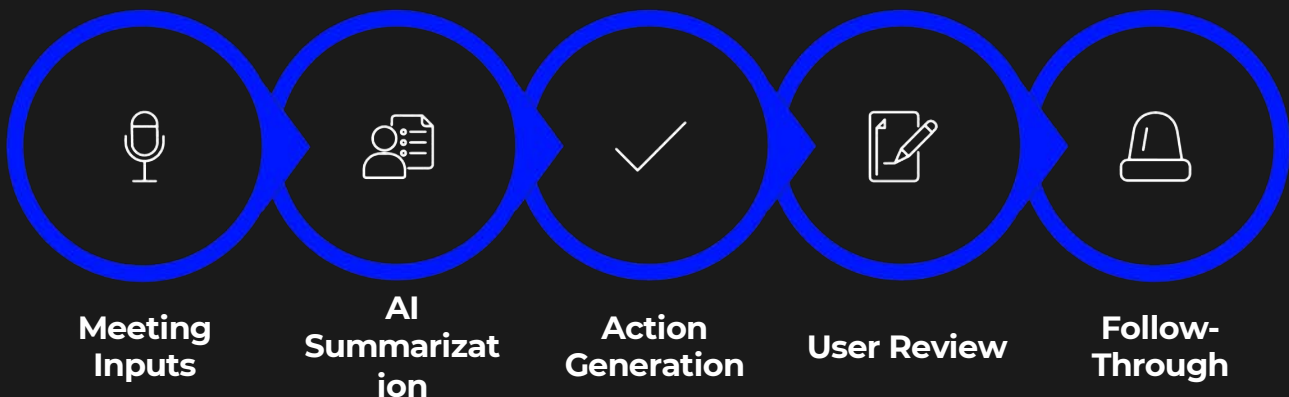 Meeting
Inputs
AI
Summarizat
ion
Action
Generation
User Review
Follow-
Through